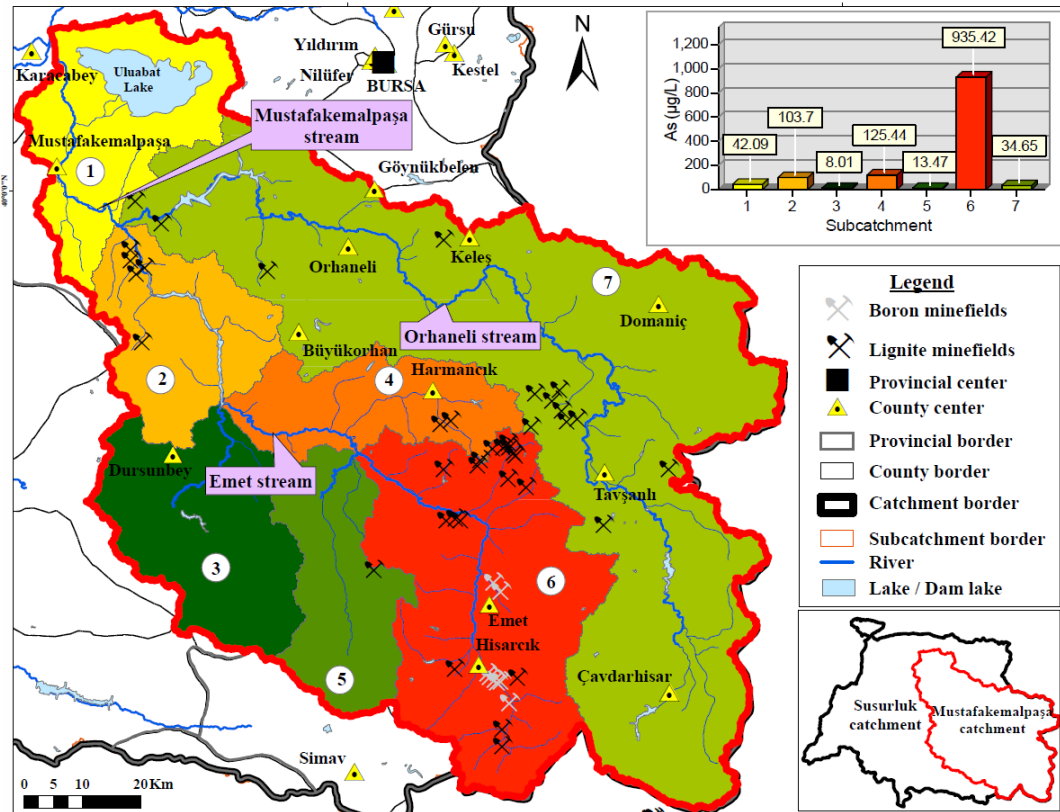 Karacabey
Uluabat
Lake
Yıldırım
Nilüfer
BURSA
Gürsu
Kestel
N
Mustafakemalpaşa
stream
Mustafakemalpaşa
1
Göynükbelen
Orhaneli
Keleş
7
Domaniç
Orhaneli stream
Büyükorhan
2
4
Harmancık
Dursunbey
Emet stream
Tavşanlı
3
6
Emet
Hisarcık
5
Çavdarhisar
Simav
0 5 10 20 Km
As (µg/L)
1,200
1,000
800
600
400
200
0
42.09
103.7
8.01
125.44
13.47
935.42
34.65
1 2 3 4 5 6 7
Subcatchment
Legend
Boron minefields
Lignite minefields
Provincial center
County center
Provincial border
County border
Catchment border
Subcatchment border
River
Lake / Dam lake
Susurluk
catchment
Mustafakemalpaşa
catchment